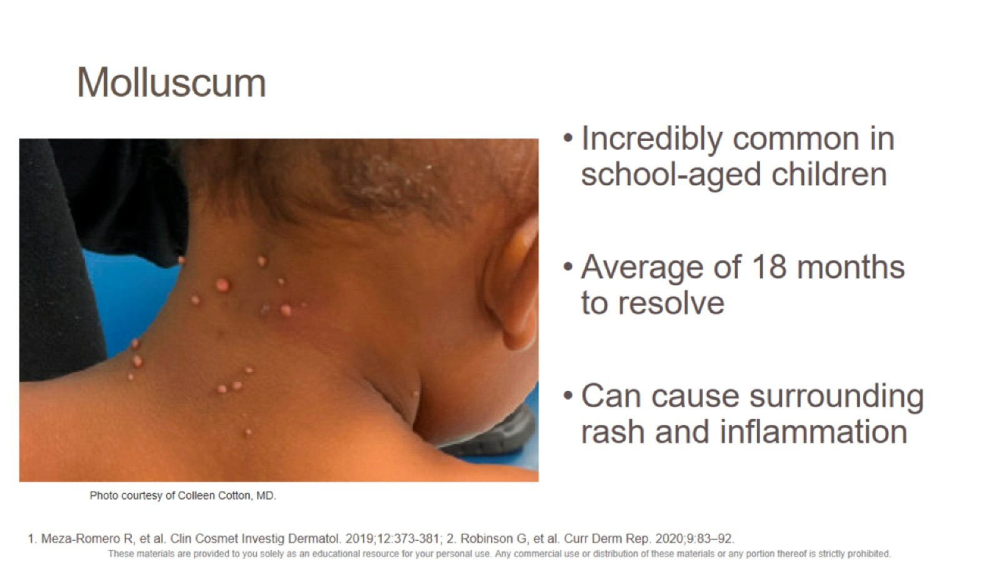 Molluscum
• Incredibly common in
school-aged children
• Average of 18 months
to resolve
• Can cause surrounding
rash and inflammation
Photo courtesy of Colleen Cotton, MD.
1. Meza-Romero R, et al. Clin Cosmet Investig Dermatol. 2019;12:373-381; 2. Robinson G, et al. Curr Derm Rep. 2020;9:83–92.
These materials are provided to you solely as an educational resource for your personal use. Any commercial use or distribution of these materials or any portion thereof is strictly prohibited.